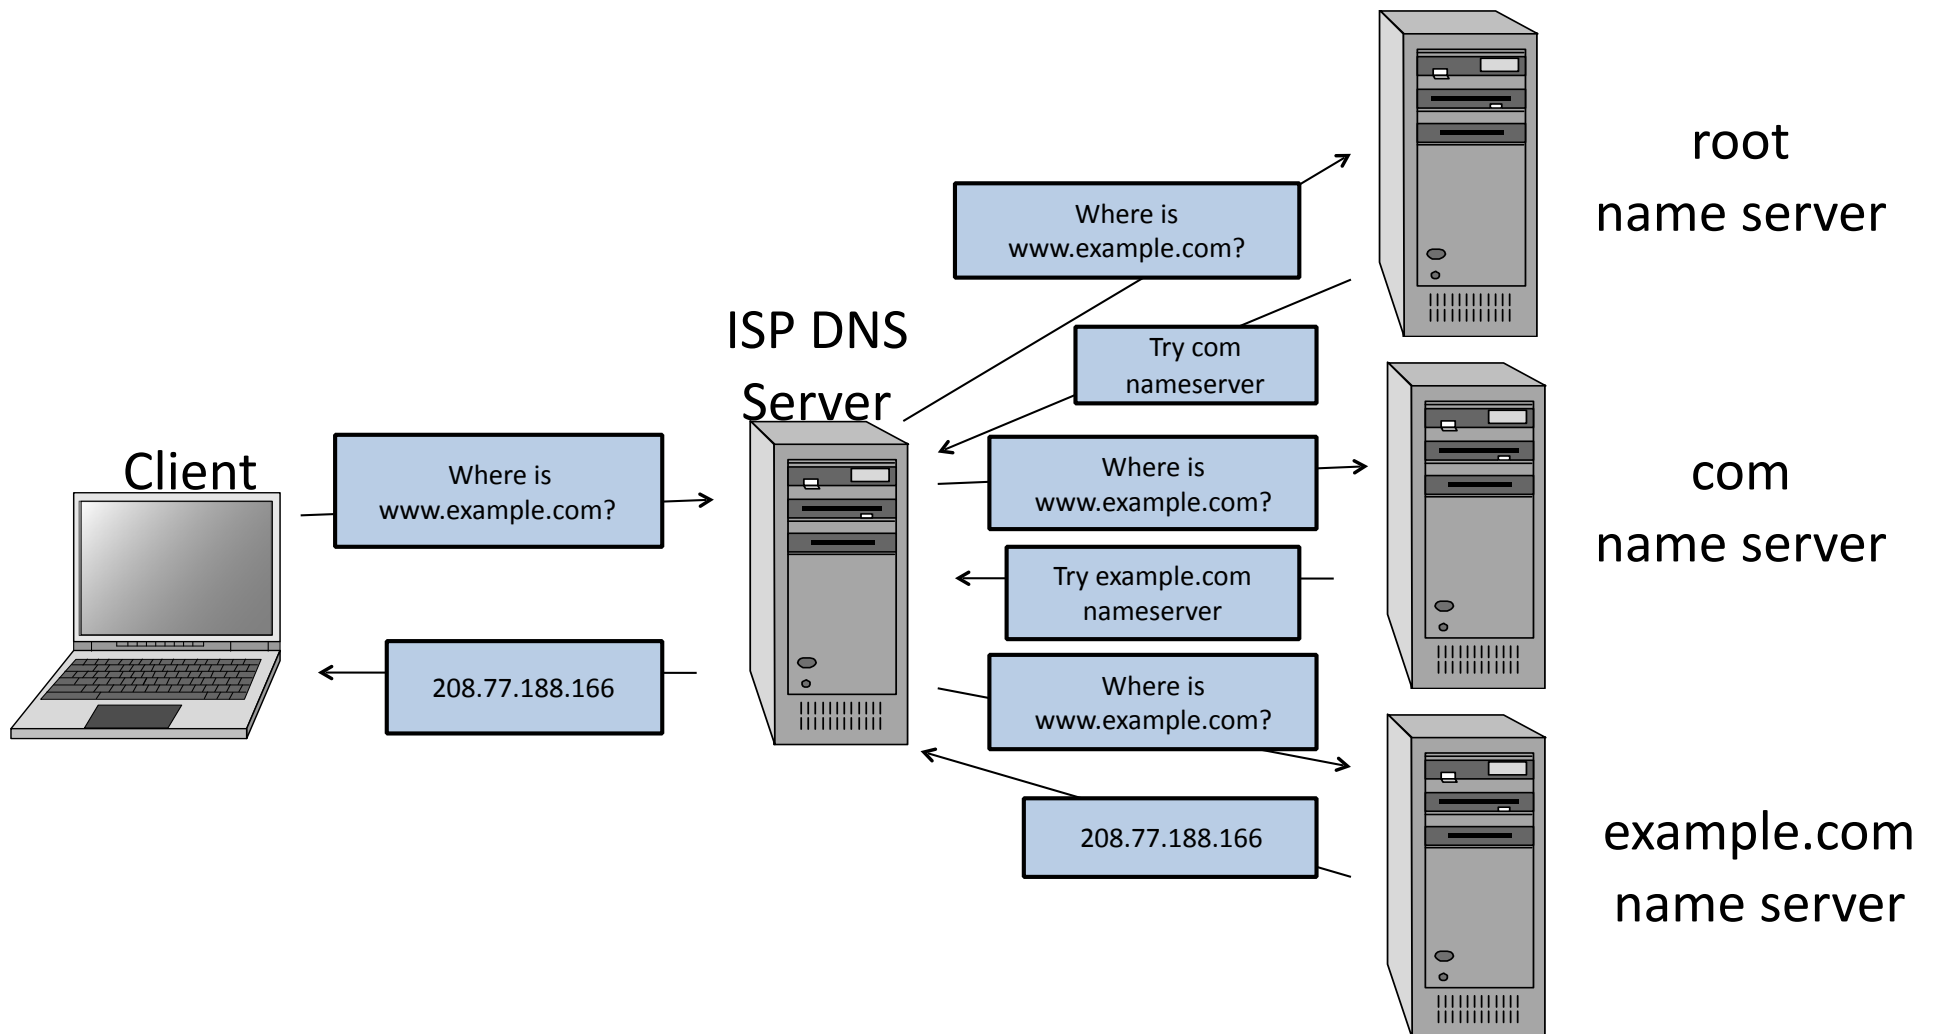 Client
Where is
www.example.com?
208.77.188.166
ISP DNS
Server
Where is
www.example.com?
Try com
nameserver
Where is
www.example.com?
Try example.com
nameserver
Where is
www.example.com?
208.77.188.166
root
name server
com
name server
example.com
name server